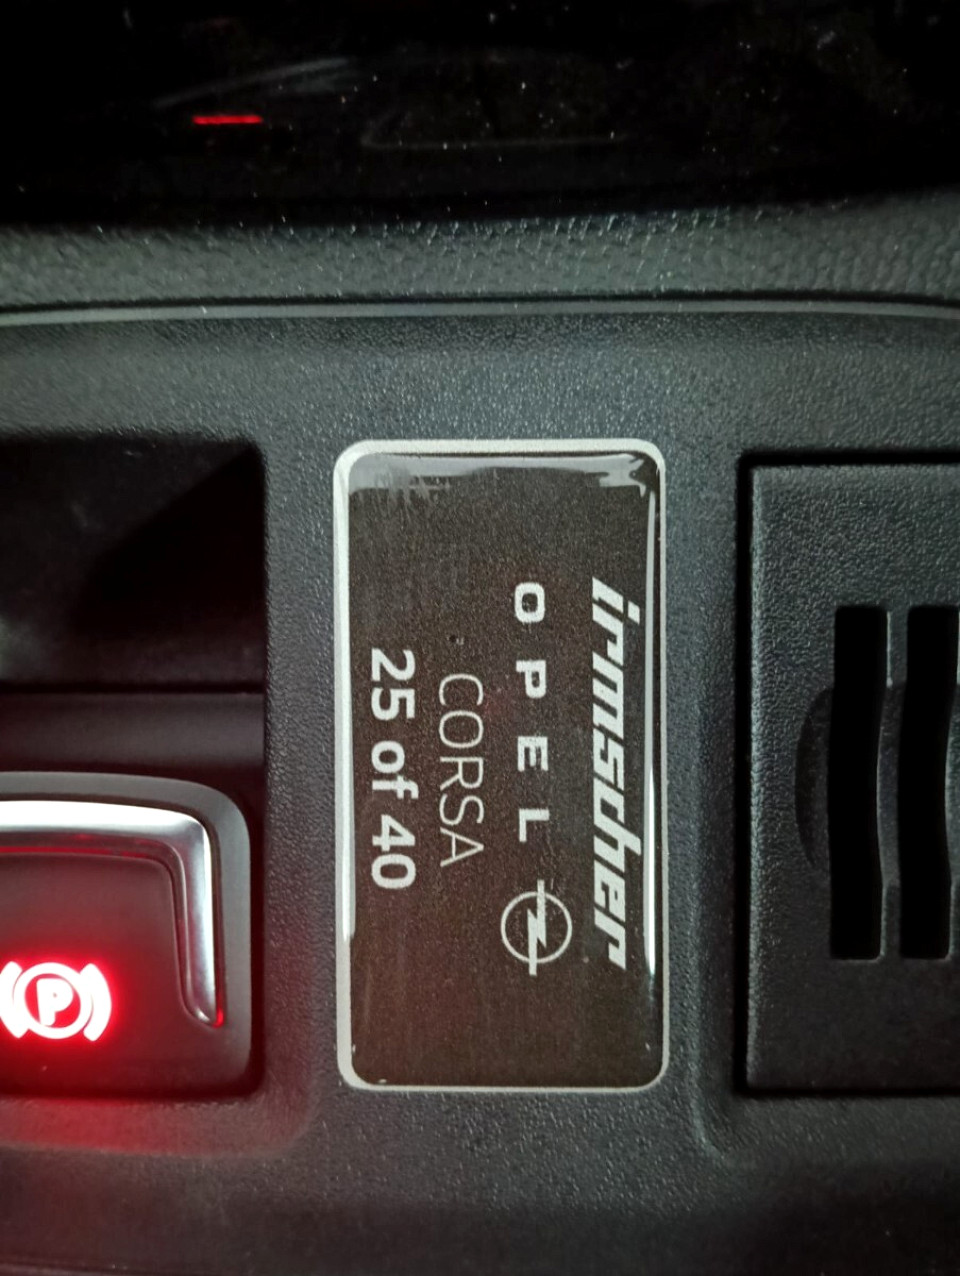 irmscher
OPEL
CORSA
25 of 40
P